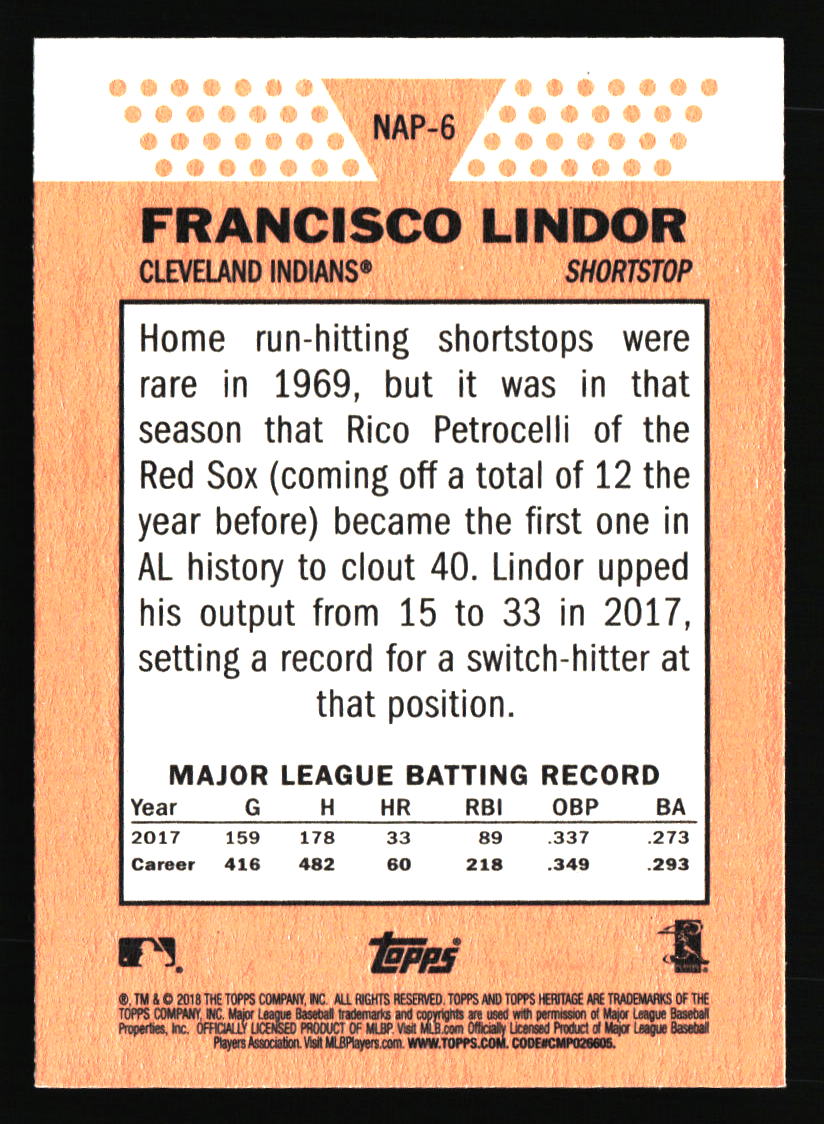 NAP-6
FRANCISCO LINDOR
CLEVELAND INDIANS® SHORTSTOP
Home run-hitting shortstops were
rare in 1969, but it was in that
season that Rico Petrocelli of the
Red Sox (coming off a total of 12 the
year before) became the first one in
AL history to clout 40. Lindor upped
his output from 15 to 33 in 2017,
setting a record for a switch-hitter at
that position.
MAJOR LEAGUE BATTING RECORD
Year G H HR RBI OBP BA
2017 159 178 33 89 .337 .273
Career 416 482 60 218 .349 .293
topps®
®, TM & © 2018 THE TOPPS COMPANY, INC. ALL RIGHTS RESERVED. TOPPS AND TOPPS HERITAGE ARE TRADEMARKS OF THE
TOPPS COMPANY, INC. Major League Baseball trademarks and copyrights are used with permission of Major League Baseball
Properties, Inc. OFFICIALLY LICENSED PRODUCT OF MLBP. Visit MLB.com Officially Licensed Product of Major League Baseball
Players Association. Visit MLBPlayers.com. WWW.TOPPS.COM. CODE#CMP026605.